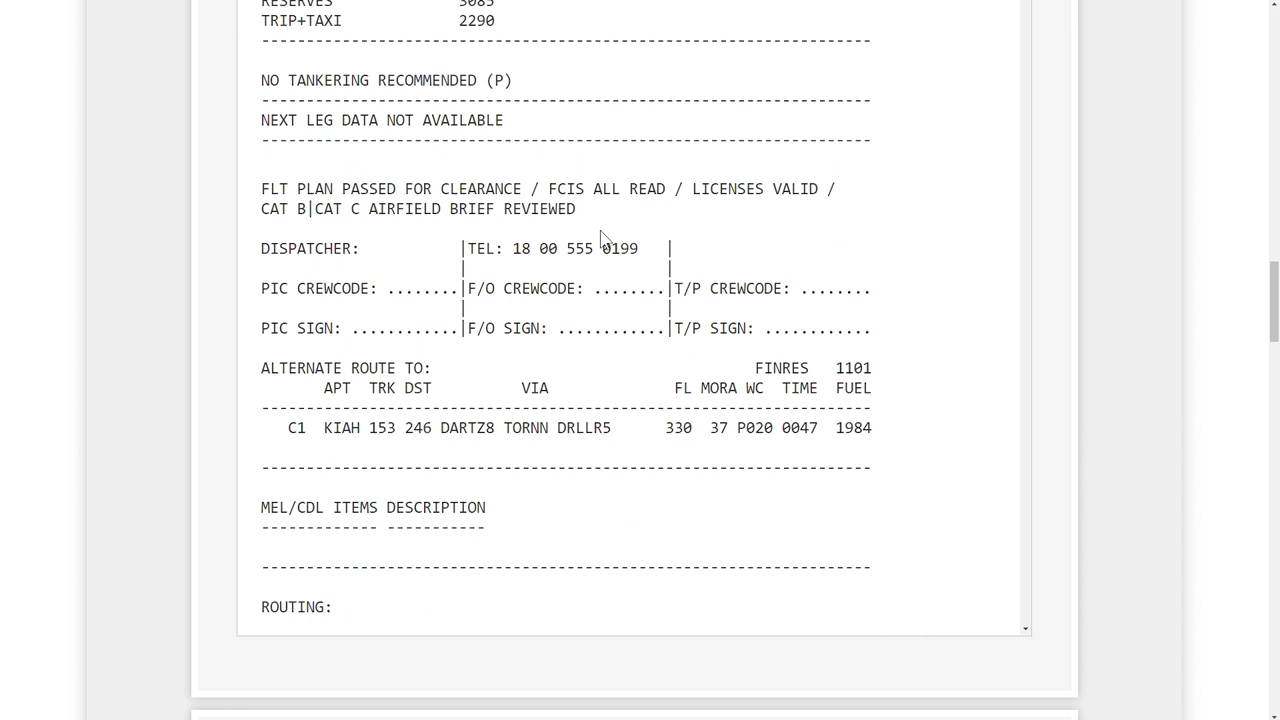 RESERVES 3085
TRIP+TAXI 2290
--------------------------------------------------------------------
NO TANKERING RECOMMENDED (P)
--------------------------------------------------------------------
NEXT LEG DATA NOT AVAILABLE
--------------------------------------------------------------------
FLT PLAN PASSED FOR CLEARANCE / FCIS ALL READ / LICENSES VALID /
CAT B|CAT C AIRFIELD BRIEF REVIEWED
DISPATCHER: |TEL: 18 00 555 0199 |
| |
PIC CREWCODE: ........|F/O CREWCODE: ........|T/P CREWCODE: ........
| |
PIC SIGN: ............|F/O SIGN: ............|T/P SIGN: ............
ALTERNATE ROUTE TO: FINRES 1101
APT TRK DST VIA FL MORA WC TIME FUEL
--------------------------------------------------------------------
C1 KIAH 153 246 DARTZ8 TORNN DRLLR5 330 37 P020 0047 1984
--------------------------------------------------------------------
MEL/CDL ITEMS DESCRIPTION
------------- -----------
--------------------------------------------------------------------
ROUTING: